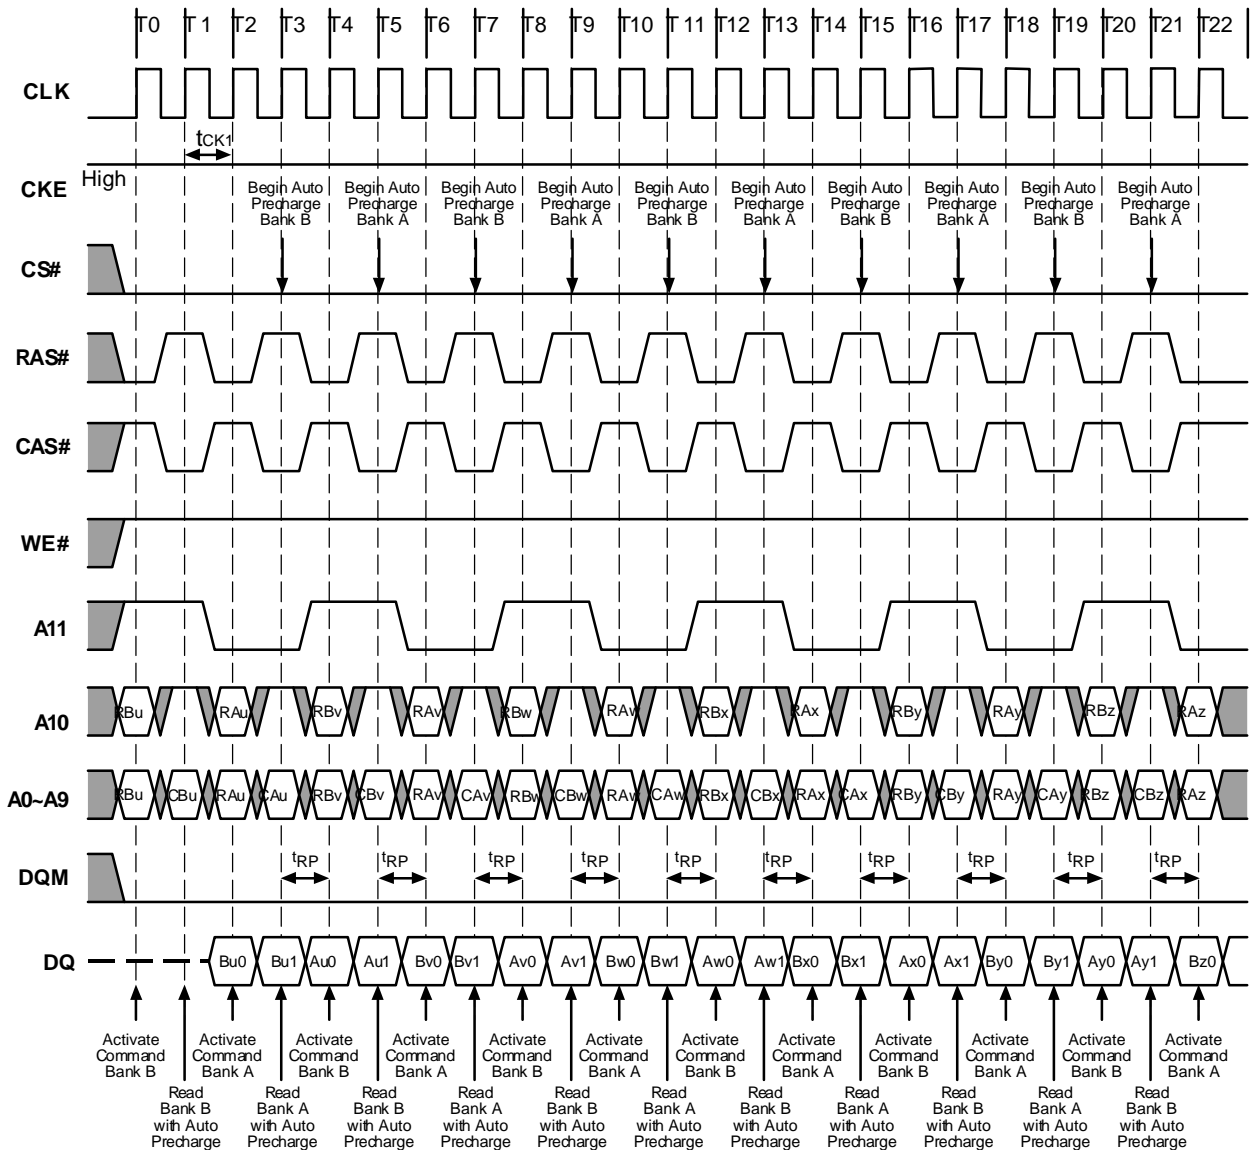 T0 T1 T2 T3 T4 T5 T6 T7 T8 T9 T10 T11 T12 T13 T14 T15 T16 T17 T18 T19 T20 T21 T22
CLK
tCK1
High
CKE
Begin Auto Begin Auto Begin Auto Begin Auto Begin Auto Begin Auto Begin Auto Begin Auto Begin Auto Begin Auto
Precharge Precharge Precharge Precharge Precharge Precharge Precharge Precharge Precharge Precharge
Bank B Bank A Bank B Bank A Bank B Bank A Bank B Bank A Bank B Bank A
CS#
RAS#
CAS#
WE#
A11
A10 RBu RAu RBv RAv RBw RAw RBx RAx RBy RAy RBz RAz
A0~A9 RBu CBu RAu CAu RBv CBv RAv CAv RBw CBw RAw CAw RBx CBx RAx CAx RBy CBy RAy CAy RBz CBz RAz
DQM tRP tRP tRP tRP tRP tRP tRP tRP tRP tRP
DQ Bu0 Bu1 Au0 Au1 Bv0 Bv1 Av0 Av1 Bw0 Bw1 Aw0 Aw1 Bx0 Bx1 Ax0 Ax1 By0 By1 Ay0 Ay1 Bz0
Activate Activate Activate Activate Activate Activate Activate Activate Activate Activate Activate Activate
Command Command Command Command Command Command Command Command Command Command Command Command
Bank B Bank A Bank B Bank A Bank B Bank A Bank B Bank A Bank B Bank A Bank B Bank A
Read Read Read Read Read Read Read Read Read Read Read
Bank B Bank A Bank B Bank A Bank B Bank A Bank B Bank A Bank B Bank A Bank B
with Auto with Auto with Auto with Auto with Auto with Auto with Auto with Auto with Auto with Auto with Auto
Precharge Precharge Precharge Precharge Precharge Precharge Precharge Precharge Precharge Precharge Precharge